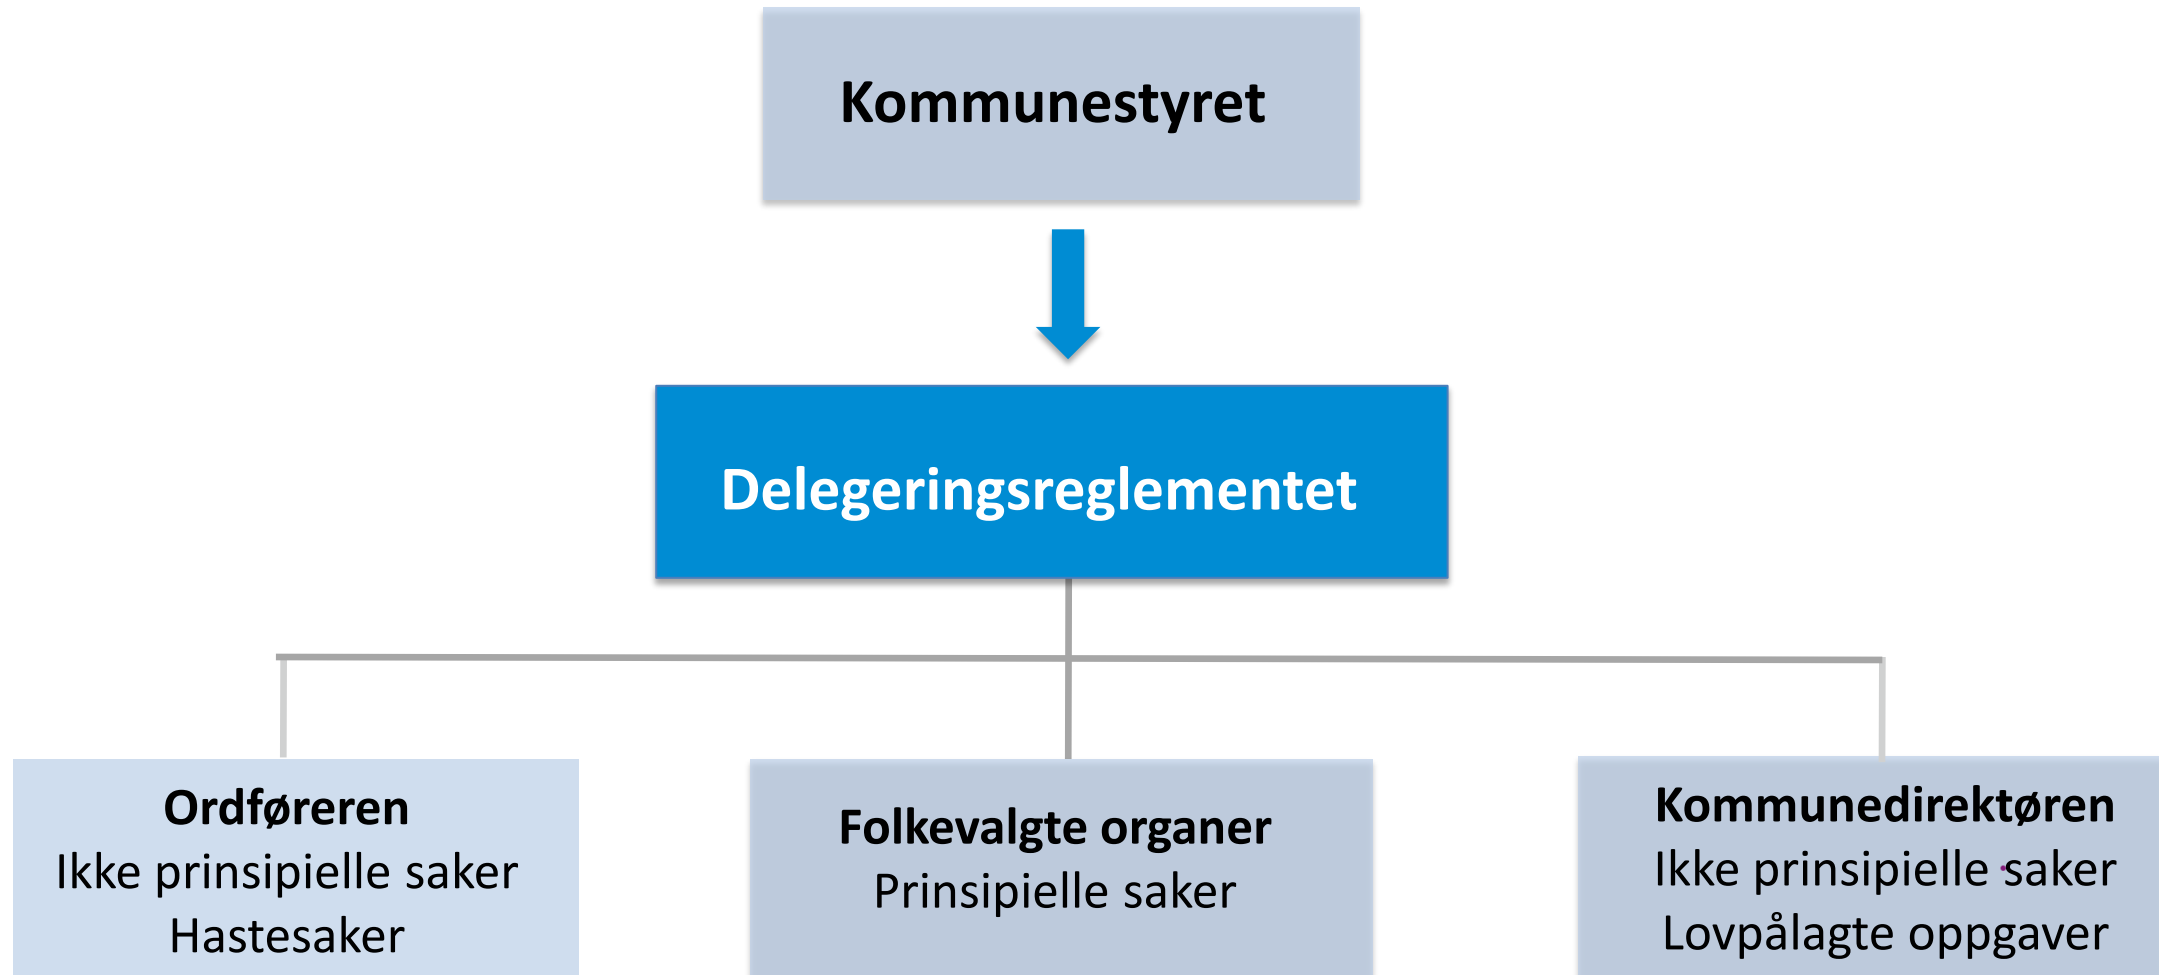 Kommunestyret
Delegeringsreglementet
Ordføreren
Ikke prinsipielle saker
Hastesaker
Folkevalgte organer
Prinsipielle saker
Kommunedirektøren
Ikke prinsipielle saker
Lovpålagte oppgaver